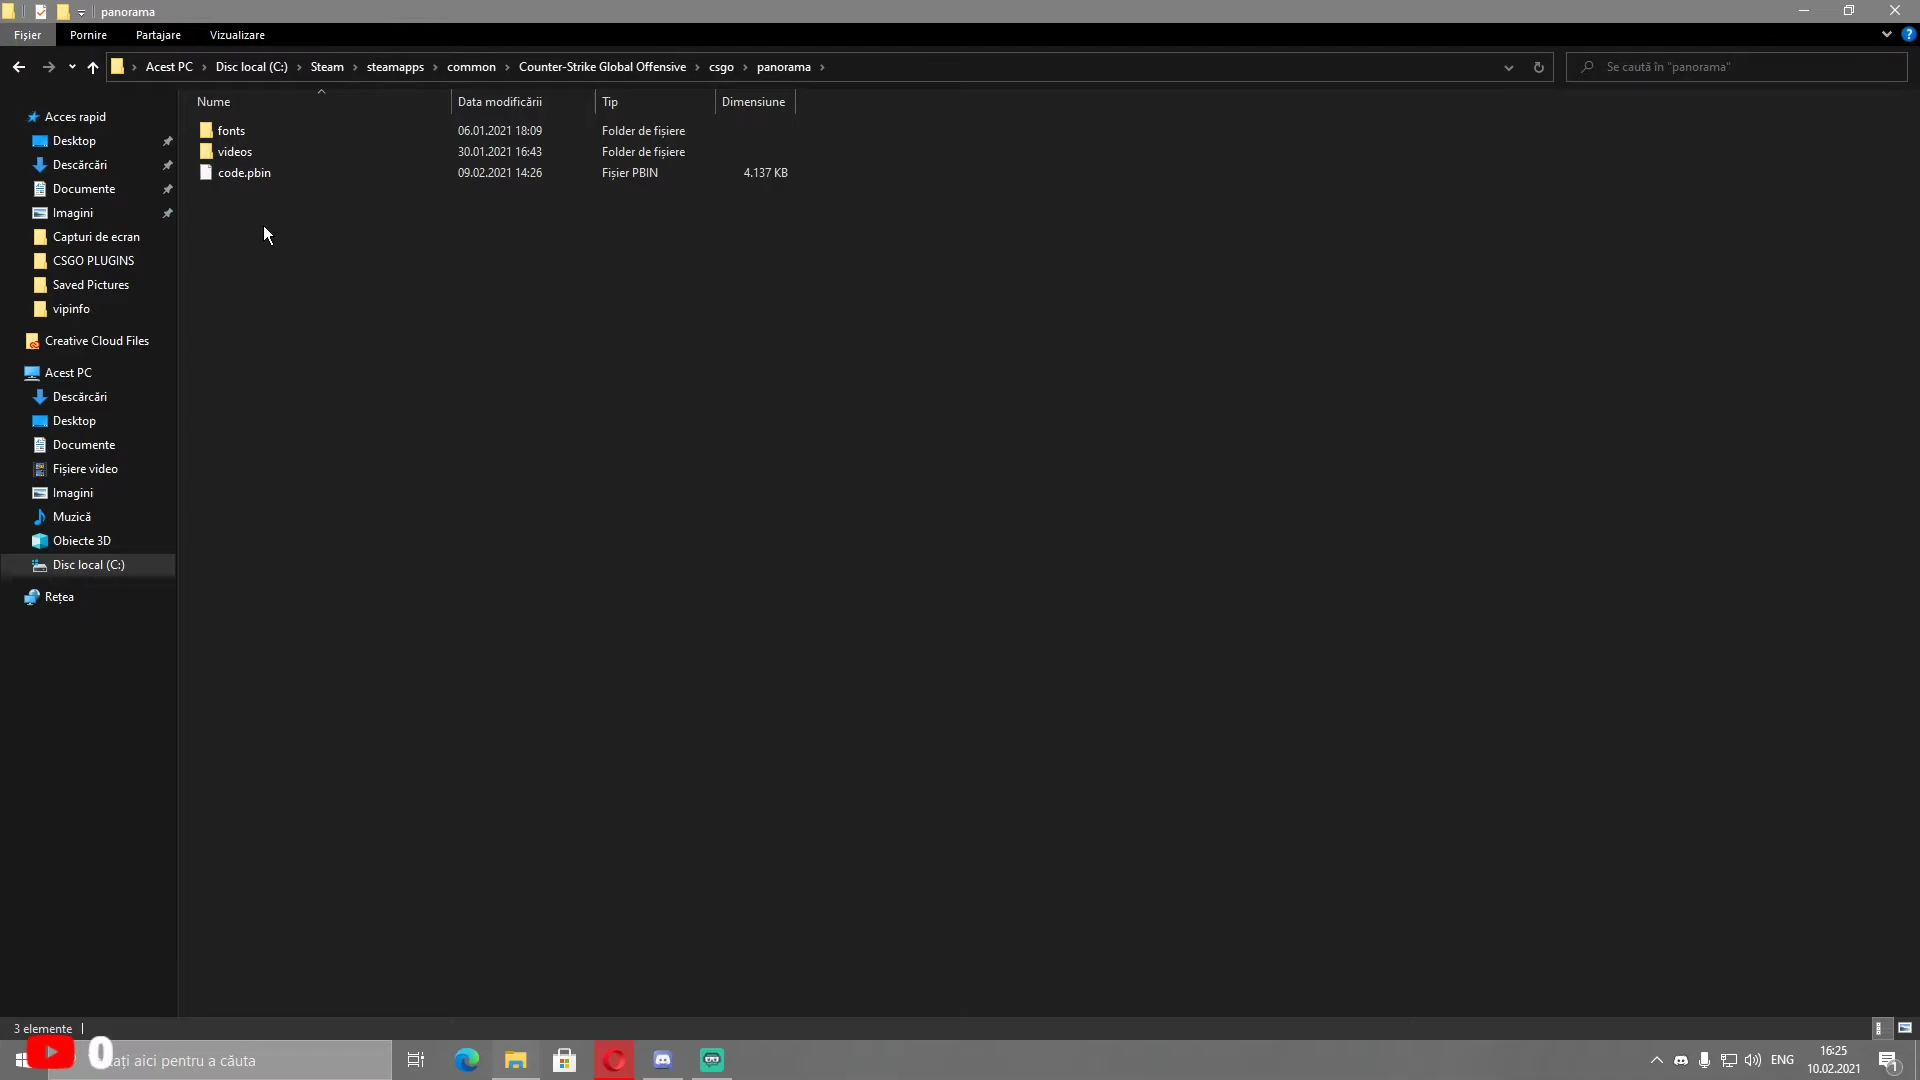 panorama
Fișier Pornire Partajare Vizualizare
Acest PC Disc local (C:) Steam steamapps common Counter-Strike Global Offensive csgo panorama
Se caută în "panorama"
Nume Data modificării Tip Dimensiune
fonts 06.01.2021 18:09 Folder de fișiere
videos 30.01.2021 16:43 Folder de fișiere
code.pbin 09.02.2021 14:26 Fișier PBIN 4.137 KB
Acces rapid
Desktop
Descărcări
Documente
Imagini
Capturi de ecran
CSGO PLUGINS
Saved Pictures
vipinfo
Creative Cloud Files
Acest PC
Descărcări
Desktop
Documente
Fișiere video
Imagini
Muzică
Obiecte 3D
Disc local (C:)
Rețea
3 elemente
0
aici pentru a căuta
ENG
16:25
10.02.2021
1